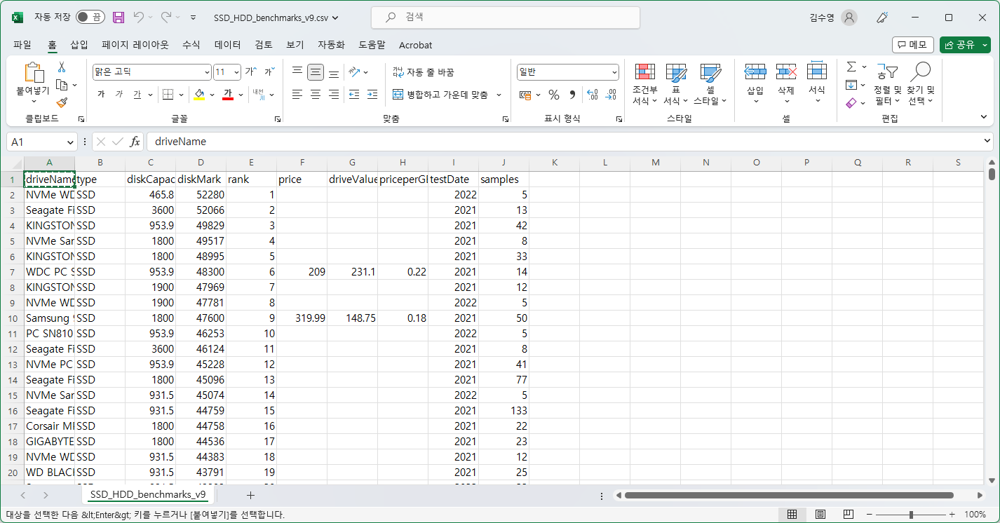 자동 저장 끔 SSD_HDD_benchmarks_v9.csv 검색 김수영
파일 홈 삽입 페이지 레이아웃 수식 데이터 검토 보기 자동화 도움말 Acrobat 메모 공유
붙여넣기 맑은 고딕 11 가 가 자동 줄 바꿈 일반 조건부 서식 표 서식 셀 스타일 삽입 삭제 서식 정렬 및 필터 찾기 및 선택
가 가 가 가 내천 병합하고 가운데 맞춤 % 9 .0 .00
클립보드 글꼴 맞춤 표시 형식 스타일 셀 편집
A1 fx driveName
A B C D E F G H I J K L M N O P Q R S
1 driveName type diskCapac diskMark rank price driveValue priceperGI testDate samples
2 NVMe WD SSD 465.8 52280 1 2022 5
3 Seagate Fi SSD 3600 52066 2 2021 13
4 KINGSTON SSD 953.9 49829 3 2021 42
5 NVMe Sar SSD 1800 49517 4 2021 8
6 KINGSTON SSD 1800 48995 5 2021 33
7 WDC PC S SSD 953.9 48300 6 209 231.1 0.22 2021 14
8 KINGSTON SSD 1900 47969 7 2021 12
9 NVMe WD SSD 1900 47781 8 2022 5
10 Samsung 9 SSD 1800 47600 9 319.99 148.75 0.18 2021 50
11 PC SN810 SSD 953.9 46253 10 2022 5
12 Seagate Fi SSD 3600 46124 11 2021 8
13 NVMe PC SSD 953.9 45228 12 2021 41
14 Seagate Fi SSD 1800 45096 13 2021 77
15 NVMe Sar SSD 931.5 45074 14 2022 5
16 Seagate Fi SSD 931.5 44759 15 2021 133
17 Corsair MI SSD 1800 44758 16 2021 22
18 GIGABYTE SSD 1800 44536 17 2021 23
19 NVMe WD SSD 931.5 44383 18 2021 12
20 WD BLACK SSD 931.5 43791 19 2021 25
SSD_HDD_benchmarks_v9
대상을 선택한 다음 &lt;Enter&gt; 키를 누르거나 [붙여넣기]를 선택합니다. 100%